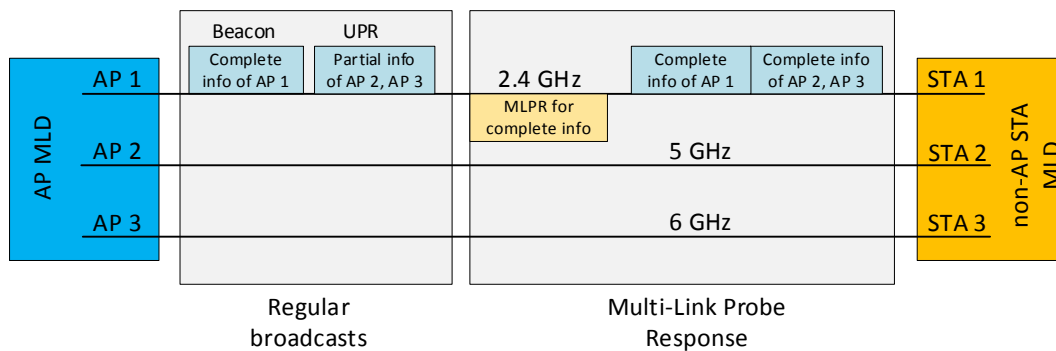 Beacon
UPR
Complete
info of AP 1
Partial info
of AP 2, AP 3
Complete
info of AP 1
Complete info
of AP 2, AP 3
AP MLD
AP 1
AP 2
AP 3
2.4 GHz
MLPR for
complete info
5 GHz
6 GHz
STA 1
STA 2
STA 3
non-AP STA
MLD
Regular
broadcasts
Multi-Link Probe
Response